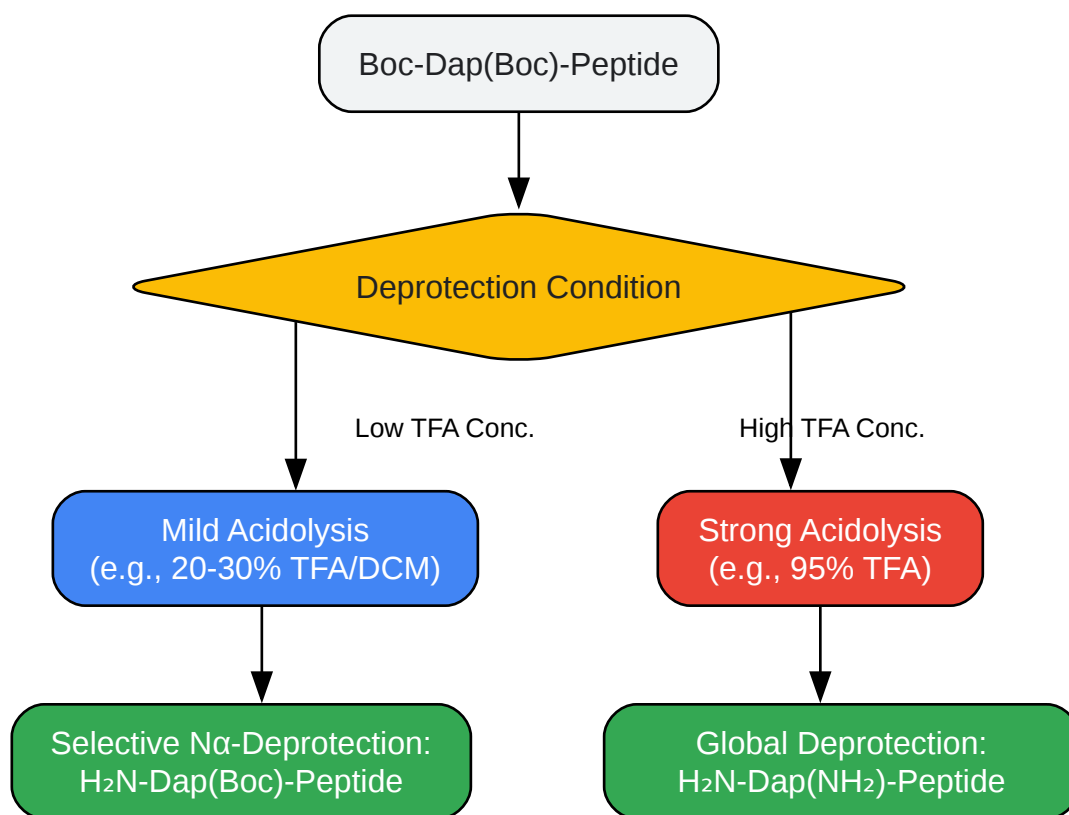 Boc-Dap(Boc)-Peptide
Deprotection Condition
Low TFA Conc.
High TFA Conc.
Mild Acidolysis
(e.g., 20-30% TFA/DCM)
Strong Acidolysis
(e.g., 95% TFA)
Selective Nα-Deprotection:
H₂N-Dap(Boc)-Peptide
Global Deprotection:
H₂N-Dap(NH₂)-Peptide